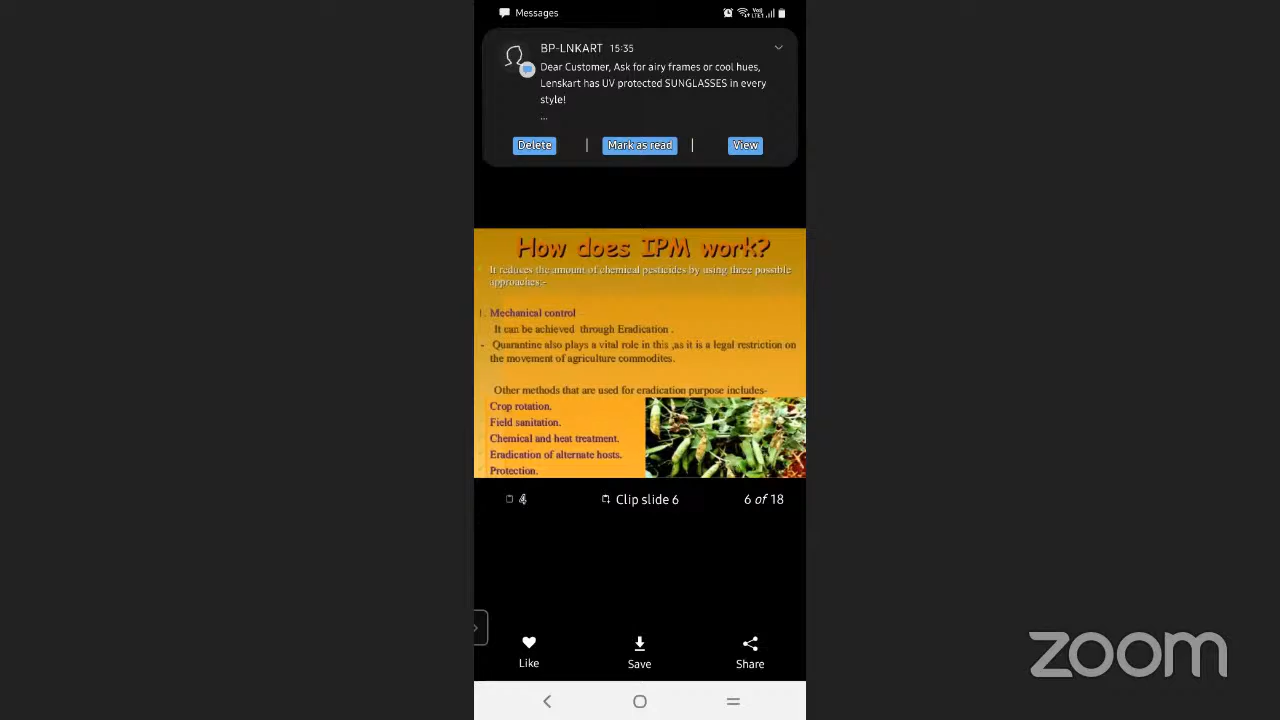 Messages
BP-LNKART 15:35
Dear Customer, Ask for airy frames or cool hues,
Lenskart has UV protected SUNGLASSES in every
style!
...
Delete | Mark as read | View
How does IPM work?
It reduces the amount of chemical pesticides by using three possible
approaches:-
1. Mechanical control
It can be achieved through Eradication .
- Quarantine also plays a vital role in this ,as it is a legal restriction on
the movement of agriculture commodites.
Other methods that are used for eradication purpose includes-
Crop rotation.
Field sanitation.
Chemical and heat treatment.
Eradication of alternate hosts.
Protection.
4 Clip slide 6 6 of 18
Like Save Share
zoom